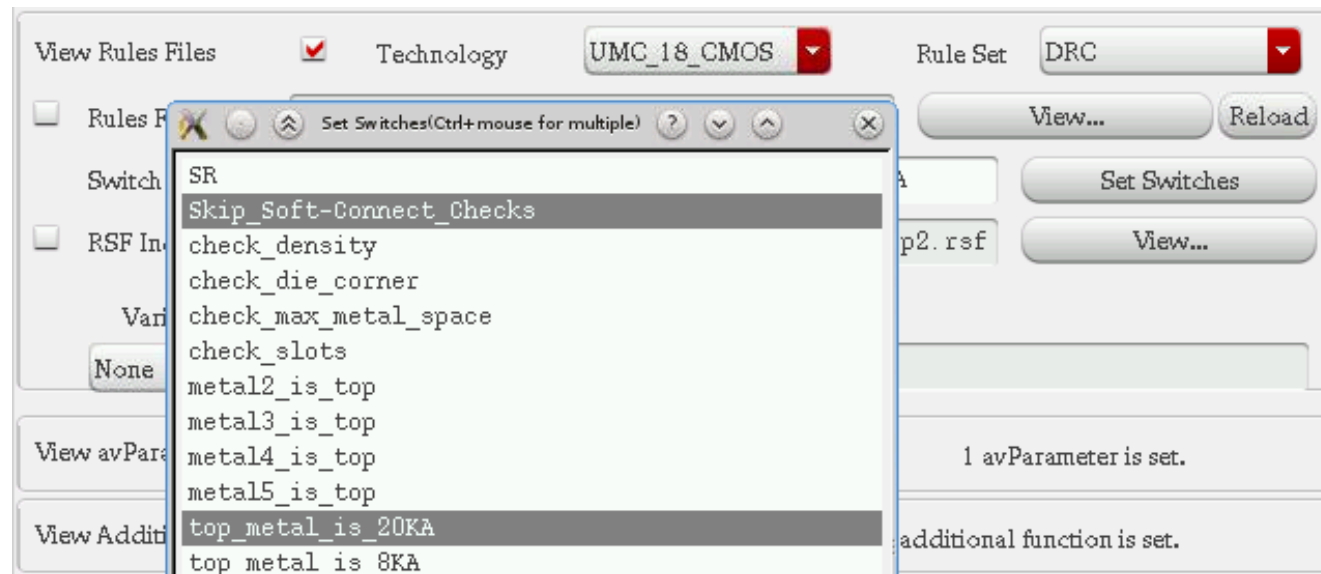 View Rules Files Technology UMC_18_CMOS Rule Set DRC
Rules F View... Reload
Set Switches(Ctrl+mouse for multiple)
Switch Set Switches
SR
Skip_Soft-Connect_Checks
RSF In p2.rsf View...
check_density
check_die_corner
Vari
check_max_metal_space
check_slots
None
metal2_is_top
metal3_is_top
View avPara 1 avParameter is set.
metal4_is_top
metal5_is_top
View Additi additional function is set.
top_metal_is_20KA
top_metal_is_8KA